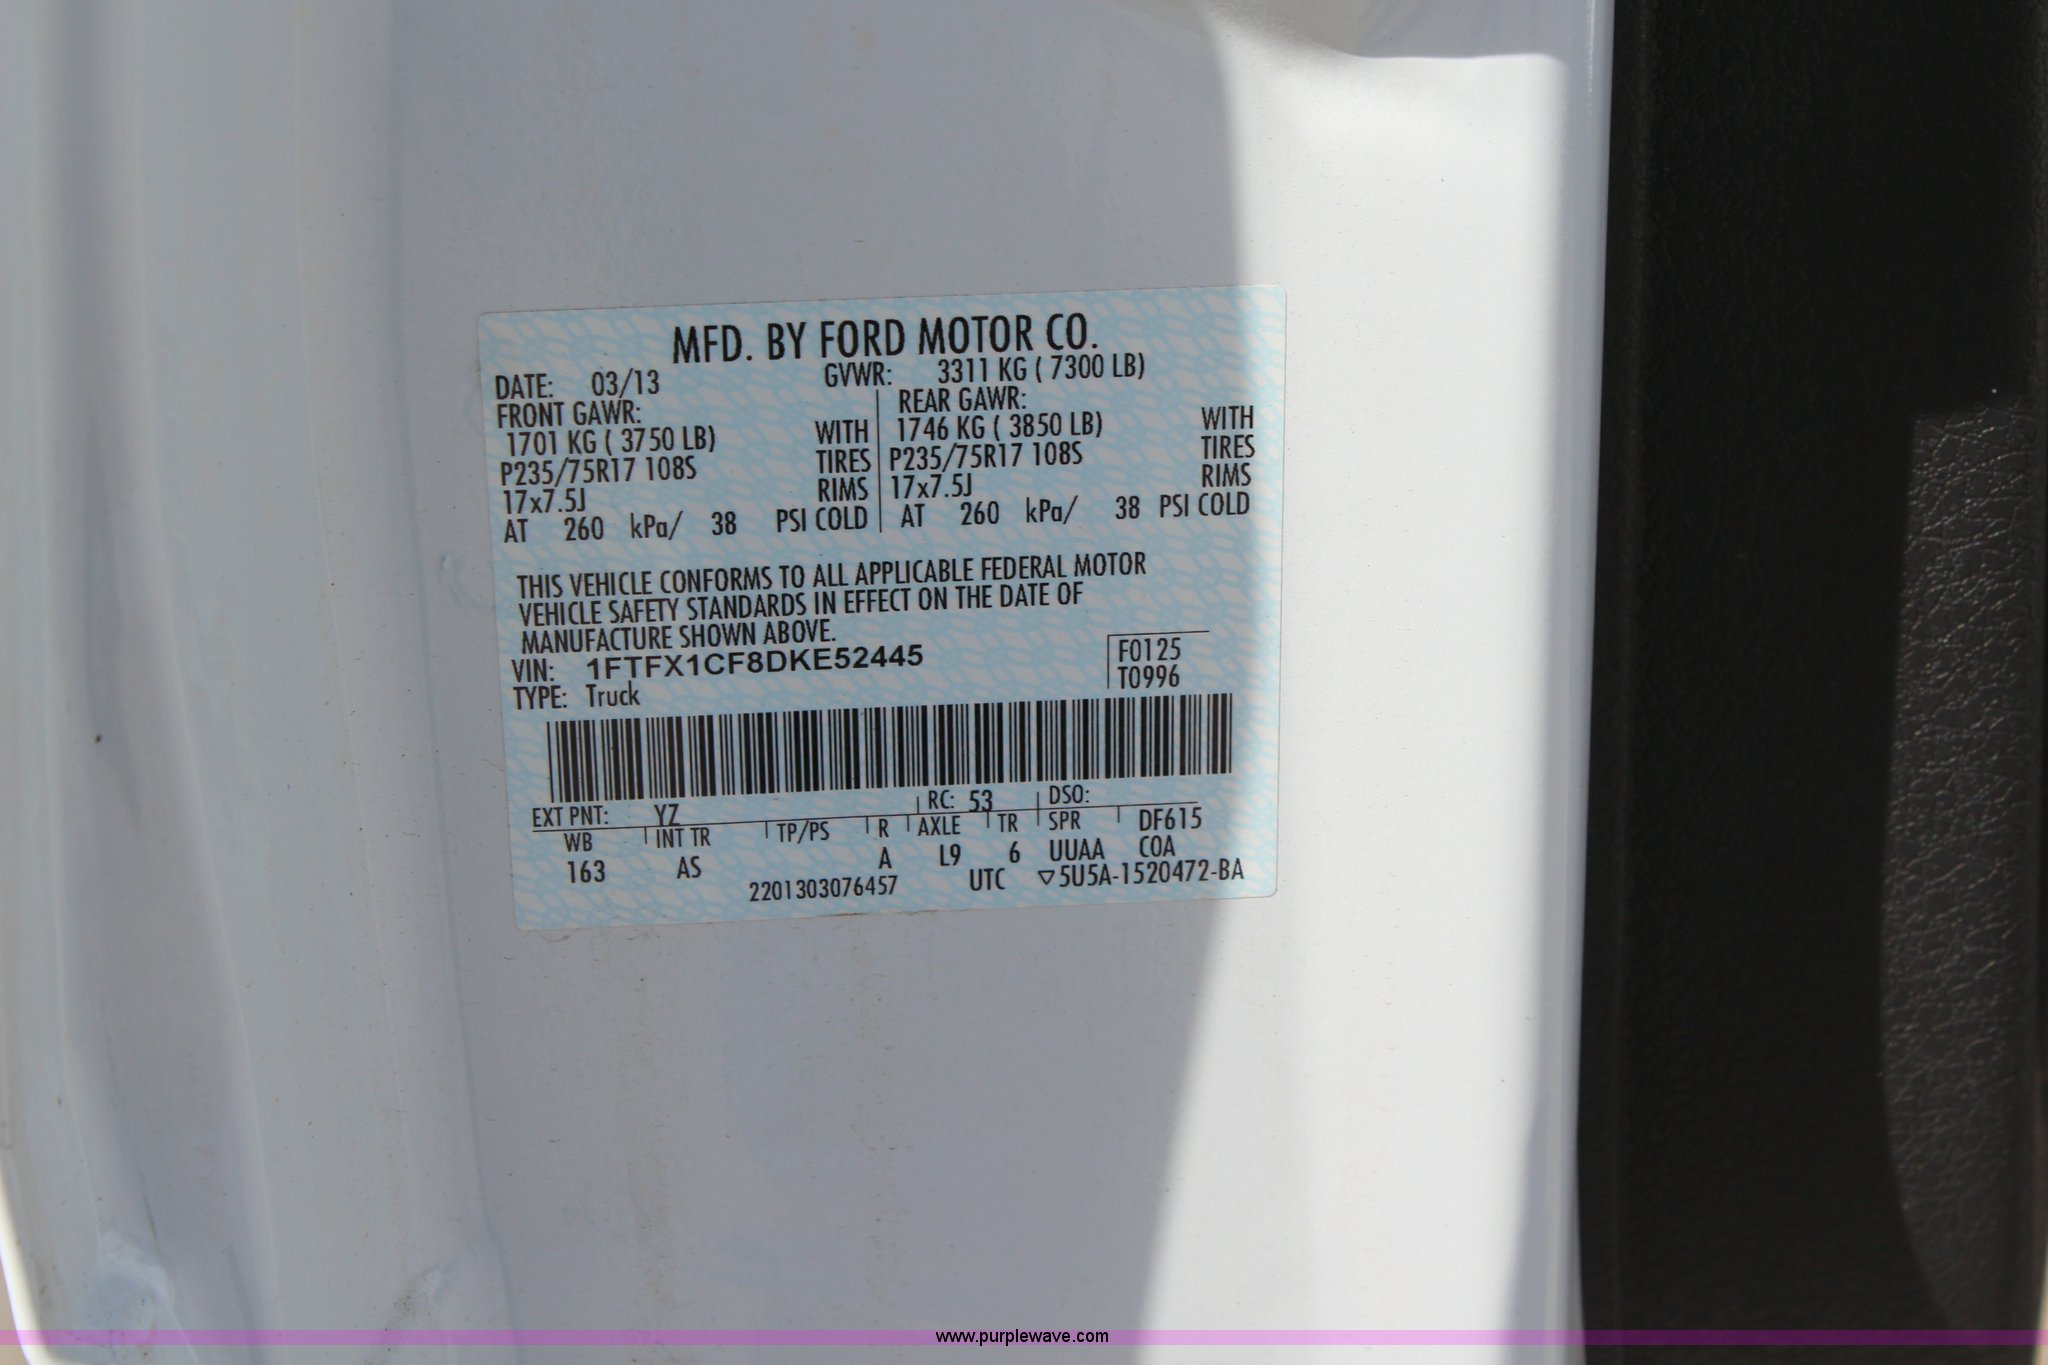 MFD. BY FORD MOTOR CO.
DATE: 03/13 GVWR: 3311 KG ( 7300 LB)
FRONT GAWR: REAR GAWR:
1701 KG ( 3750 LB) WITH 1746 KG ( 3850 LB) WITH
P235/75R17 108S TIRES P235/75R17 108S TIRES
17x7.5J RIMS 17x7.5J RIMS
AT 260 kPa/ 38 PSI COLD AT 260 kPa/ 38 PSI COLD
THIS VEHICLE CONFORMS TO ALL APPLICABLE FEDERAL MOTOR
VEHICLE SAFETY STANDARDS IN EFFECT ON THE DATE OF
MANUFACTURE SHOWN ABOVE.
VIN: 1FTFX1CF8DKE52445 F0125
TYPE: Truck T0996
EXT PNT: YZ RC: 53 DSO:
WB INT TR TP/PS R AXLE TR SPR DF615
163 AS A L9 6 UUAA COA
2201303076457 UTC ▽5U5A-1520472-BA
www.purplewave.com